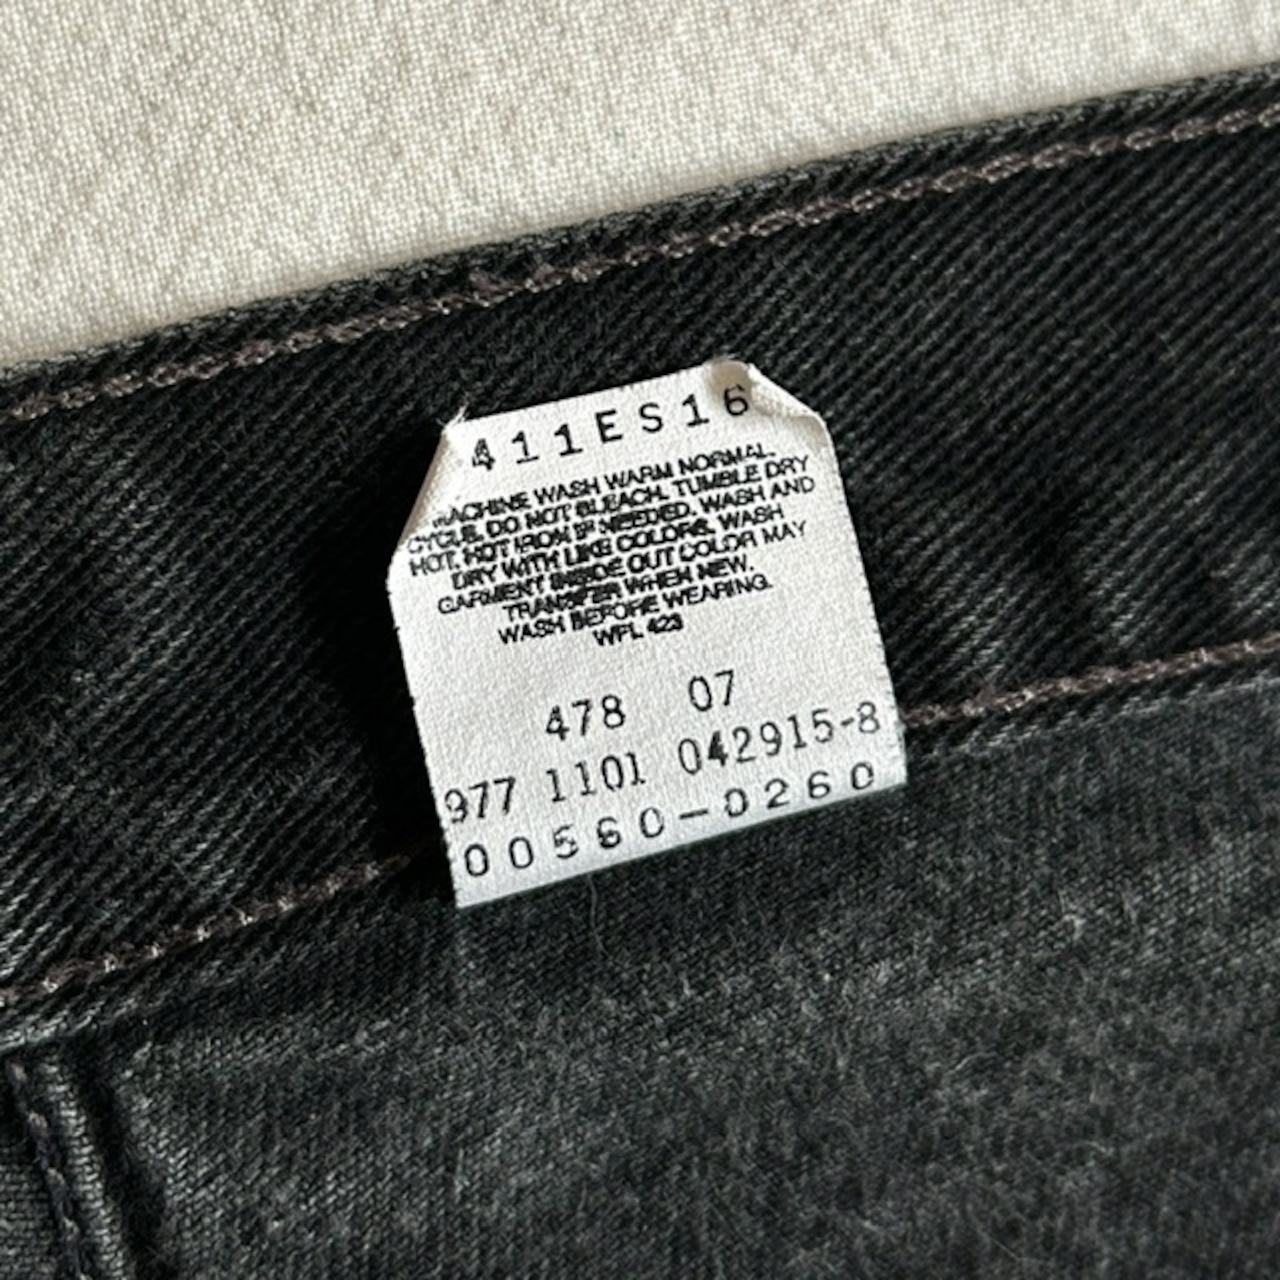 411ES16
MACHINE WASH WARM NORMAL
CYCLE. DO NOT BLEACH. TUMBLE DRY
HOT. HOT IRON IF NEEDED. WASH AND
DRY WITH LIKE COLORS. WASH
GARMENT INSIDE OUT COLOR MAY
TRANSFER WHEN NEW.
WASH BEFORE WEARING.
WPL 423
478 07
977 1101 042915-8
00560-0260